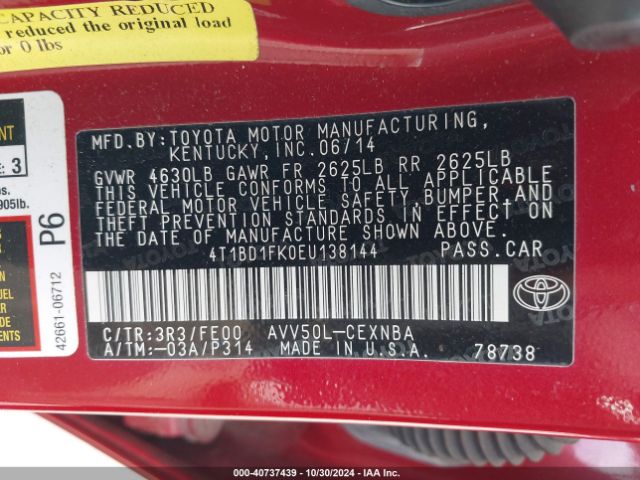 CAPACITY REDUCED
reduced the original load
or 0 lbs
MFD.BY: TOYOTA MOTOR MANUFACTURING,
KENTUCKY, INC. 06/14
GVWR 4630LB GAWR FR 2625LB RR 2625LB
THIS VEHICLE CONFORMS TO ALL APPLICABLE
FEDERAL MOTOR VEHICLE SAFETY, BUMPER, AND
THEFT PREVENTION STANDARDS IN EFFECT ON
THE DATE OF MANUFACTURE SHOWN ABOVE.
4T1BD1FK0EU138144 PASS.CAR
C/TR:3R3/FE00 AVV50L-CEXNBA
A/TM:-03A/P314 MADE IN U.S.A. 78738
: 3
905lb.
P6
42661-06712
000-40737439 - 10/30/2024 - IAA Inc.